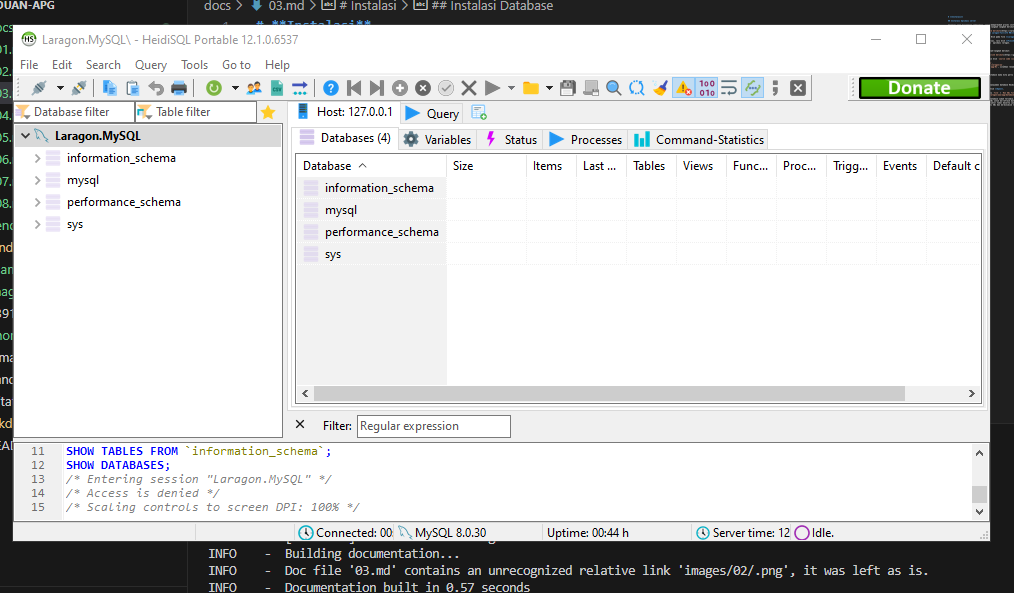 DUAN-APG
docs > 03.md > # Instalasi > ## Instalasi Database
Laragon.MySQL\ - HeidiSQL Portable 12.1.0.6537
File Edit Search Query Tools Go to Help
Donate
Database filter Table filter
Host: 127.0.0.1 Query
Laragon.MySQL
information_schema
mysql
performance_schema
sys
Databases (4) Variables Status Processes Command-Statistics
Database Size Items Last ... Tables Views Func... Proc... Trigg... Events Default c
information_schema
mysql
performance_schema
sys
Filter: Regular expression
11 SHOW TABLES FROM `information_schema`;
12 SHOW DATABASES;
13 /* Entering session "Laragon.MySQL" */
14 /* Access is denied */
15 /* Scaling controls to screen DPI: 100% */
Connected: 00 MySQL 8.0.30 Uptime: 00:44 h Server time: 12 Idle.
INFO - Building documentation...
INFO - Doc file '03.md' contains an unrecognized relative link 'images/02/.png', it was left as is.
INFO - Documentation built in 0.57 seconds